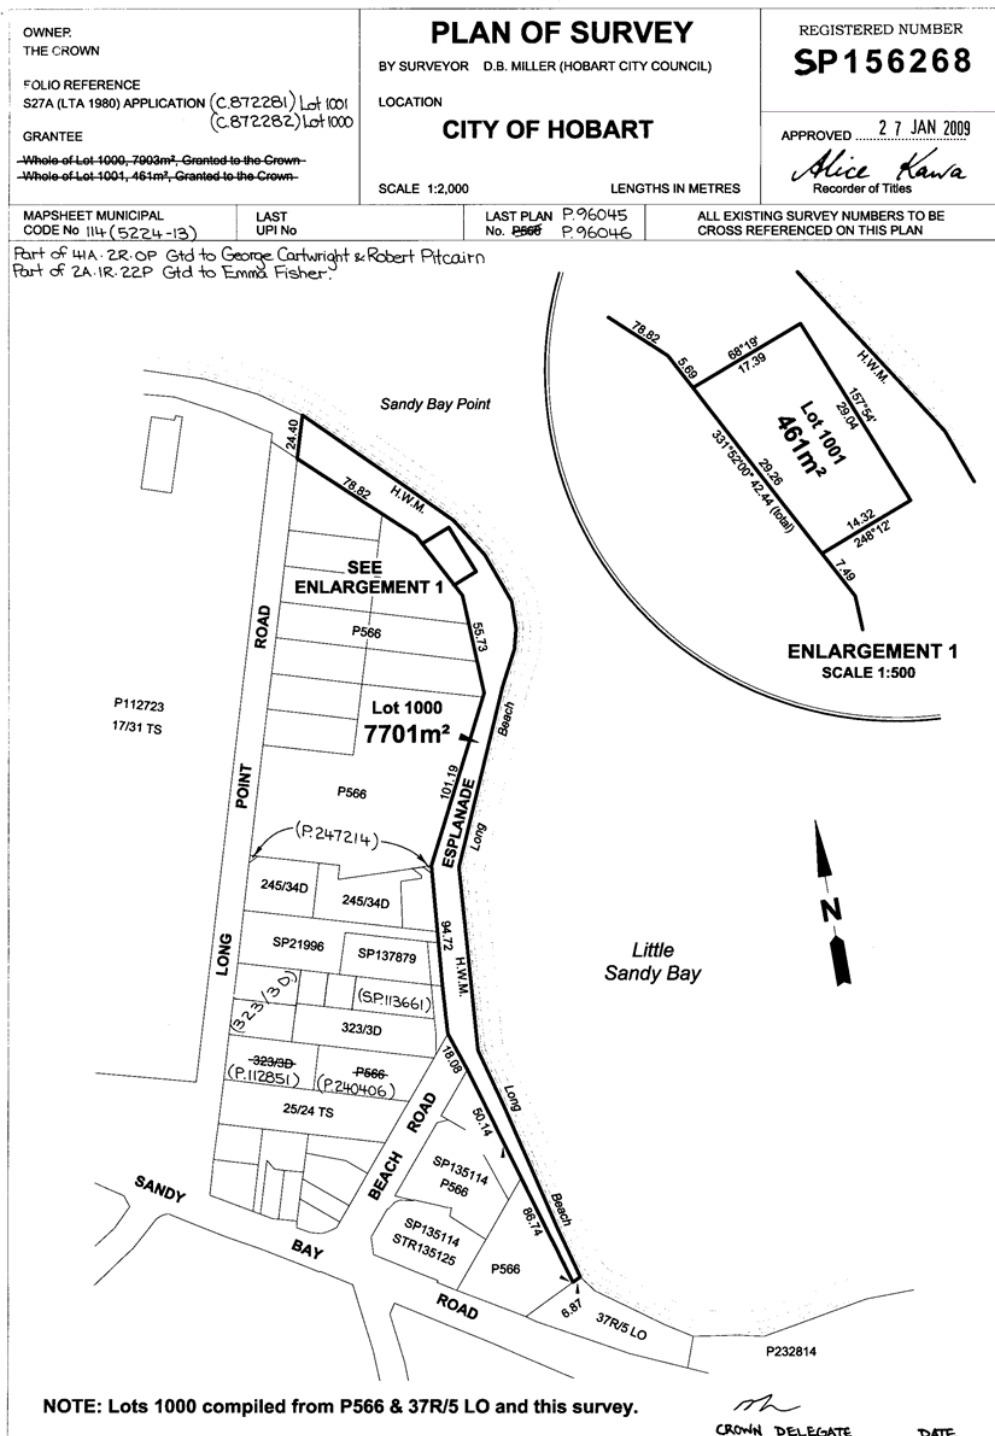 OWNER
THE CROWN
FOLIO REFERENCE
S27A (LTA 1980) APPLICATION (C.872281) Lot 1001
(C.872282) Lot 1000
GRANTEE
Whole of Lot 1000, 7903m², Granted to the Crown
Whole of Lot 1001, 461m², Granted to the Crown
PLAN OF SURVEY
BY SURVEYOR D.B. MILLER (HOBART CITY COUNCIL)
LOCATION
CITY OF HOBART
SCALE 1:2,000 LENGTHS IN METRES
REGISTERED NUMBER
SP156268
APPROVED 27 JAN 2009
Alice Kawa
Recorder of Titles
MAPSHEET MUNICIPAL
CODE No 114 (5224-13)
LAST
UPI No
LAST PLAN P.96045
No. P566 P.96046
ALL EXISTING SURVEY NUMBERS TO BE
CROSS REFERENCED ON THIS PLAN
Part of 41A·2R·0P Gtd to George Cartwright & Robert Pitcairn
Part of 2A·1R·22P Gtd to Emma Fisher.
78.82
5.69
68°19'
17.39
H.W.M.
157°54'
29.04
Lot 1001
461m²
29.26
331°52'00" 42.44 (total)
14.32
248°12'
7.49
ENLARGEMENT 1
SCALE 1:500
Sandy Bay Point
24.40
78.82
H.W.M.
SEE
ENLARGEMENT 1
ROAD
P566
55.73
P112723
17/31 TS
Lot 1000
7701m²
Beach
POINT
P566
101.19
ESPLANADE
Long
(P.247214)
245/34D
245/34D
LONG
SP21996
SP137879
94.72
H.W.M.
Little
Sandy Bay
N
(323/3D)
(S.P.113661)
323/3D
323/3D
(P.112851)
P566
(P.240406)
18.08
25/24 TS
ROAD
BEACH
50.14
Long
SP135114
P566
SANDY
BAY
ROAD
SP135114
STR135125
86.74
Beach
P566
6.87
37R/5 LO
P232814
NOTE: Lots 1000 compiled from P566 & 37R/5 LO and this survey.
CROWN DELEGATE DATE